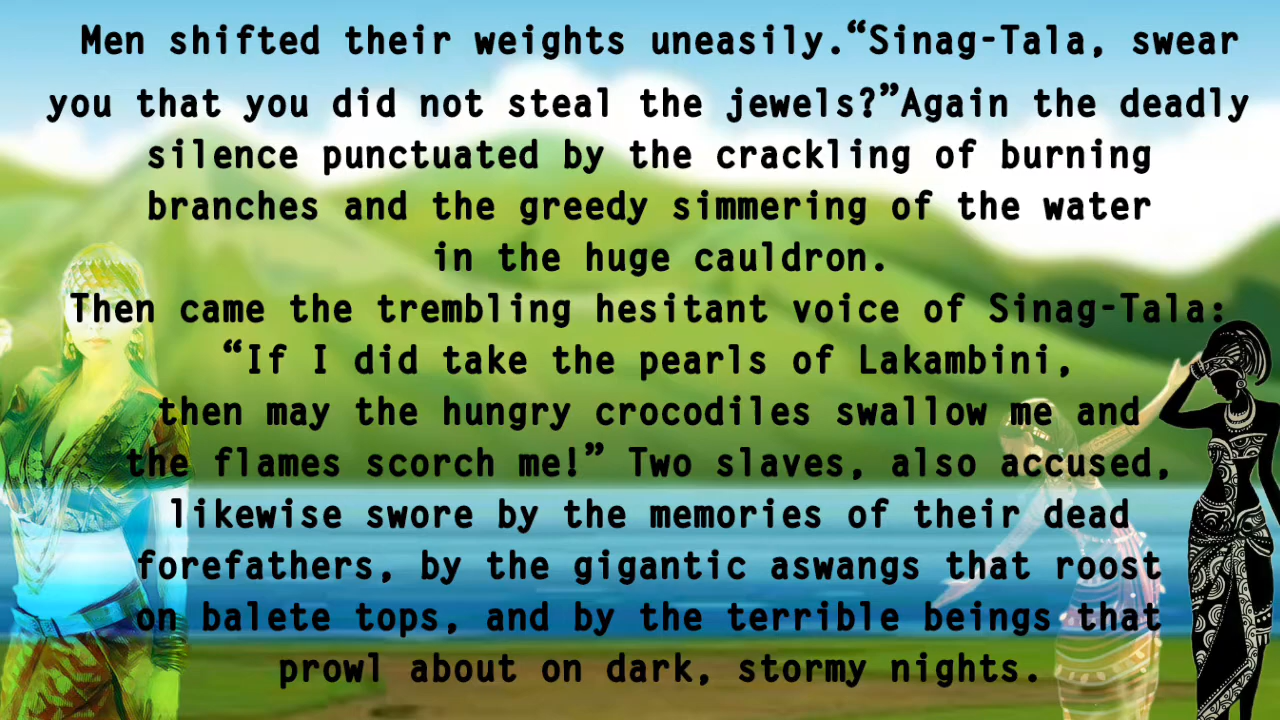 Men shifted their weights uneasily.“Sinag-Tala, swear
you that you did not steal the jewels?”Again the deadly
silence punctuated by the crackling of burning
branches and the greedy simmering of the water
in the huge cauldron.
Then came the trembling hesitant voice of Sinag-Tala:
“If I did take the pearls of Lakambini,
then may the hungry crocodiles swallow me and
the flames scorch me!” Two slaves, also accused,
likewise swore by the memories of their dead
forefathers, by the gigantic aswangs that roost
on balete tops, and by the terrible beings that
prowl about on dark, stormy nights.